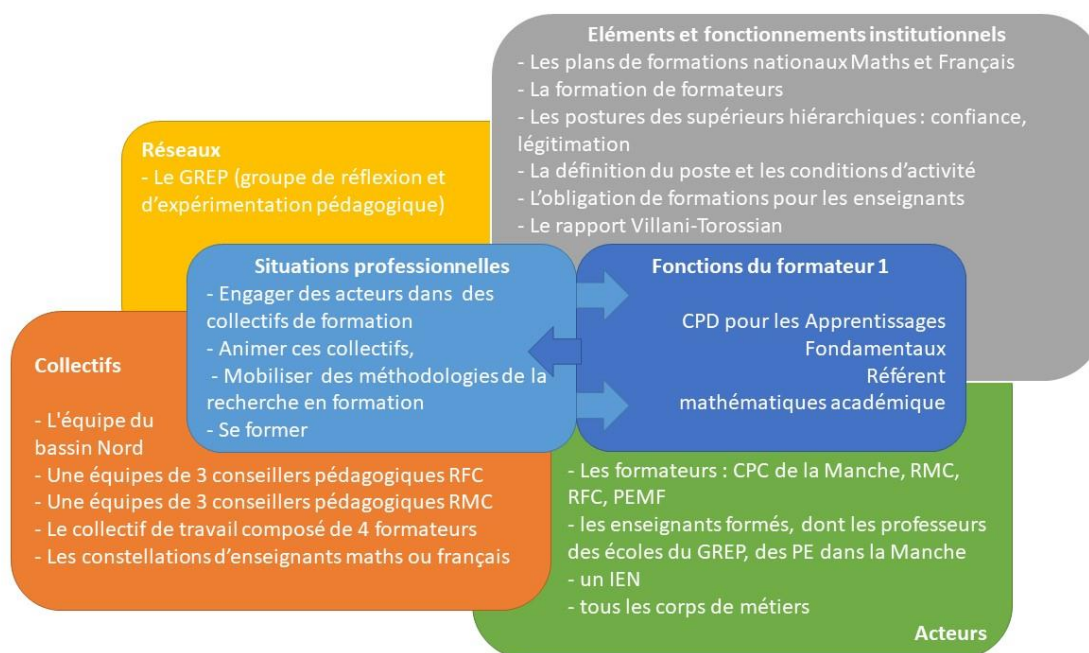 Eléments et fonctionnements institutionnels
- Les plans de formations nationaux Maths et Français
- La formation de formateurs
- Les postures des supérieurs hiérarchiques : confiance,
légitimation
- La définition du poste et les conditions d'activité
- L'obligation de formations pour les enseignants
- Le rapport Villani-Torossian
Réseaux
- Le GREP (groupe de réflexion et
d'expérimentation pédagogique)
Situations professionnelles
- Engager des acteurs dans des
collectifs de formation
- Animer ces collectifs,
- Mobiliser des méthodologies de la
recherche en formation
- Se former
Fonctions du formateur 1
CPD pour les Apprentissages
Fondamentaux
Référent
mathématiques académique
Collectifs
- L'équipe du
bassin Nord
- Une équipes de 3 conseillers pédagogiques RFC
- Une équipes de 3 conseillers pédagogiques RMC
- Le collectif de travail composé de 4 formateurs
- Les constellations d'enseignants maths ou français
- Les formateurs : CPC de la Manche, RMC,
RFC, PEMF
- les enseignants formés, dont les professeurs
des écoles du GREP, des PE dans la Manche
- un IEN
- tous les corps de métiers
Acteurs